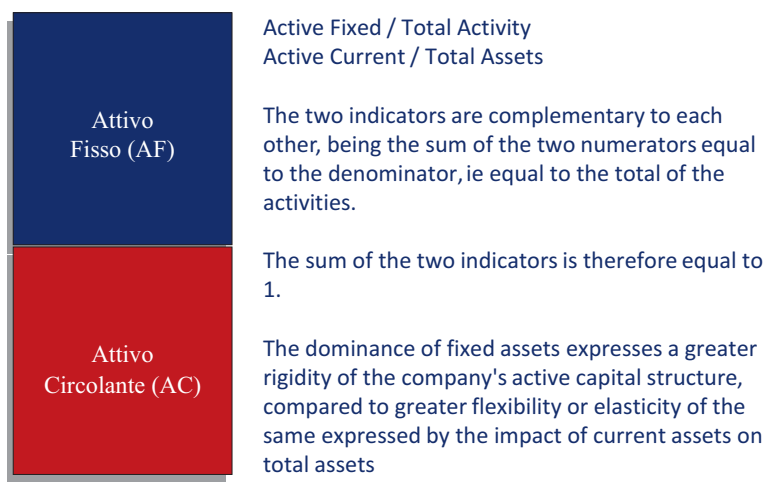 Attivo
Fisso (AF)
Attivo
Circolante (AC)
Active Fixed / Total Activity
Active Current / Total Assets
The two indicators are complementary to each
other, being the sum of the two numerators equal
to the denominator, ie equal to the total of the
activities.
The sum of the two indicators is therefore equal to
1.
The dominance of fixed assets expresses a greater
rigidity of the company's active capital structure,
compared to greater flexibility or elasticity of the
same expressed by the impact of current assets on
total assets